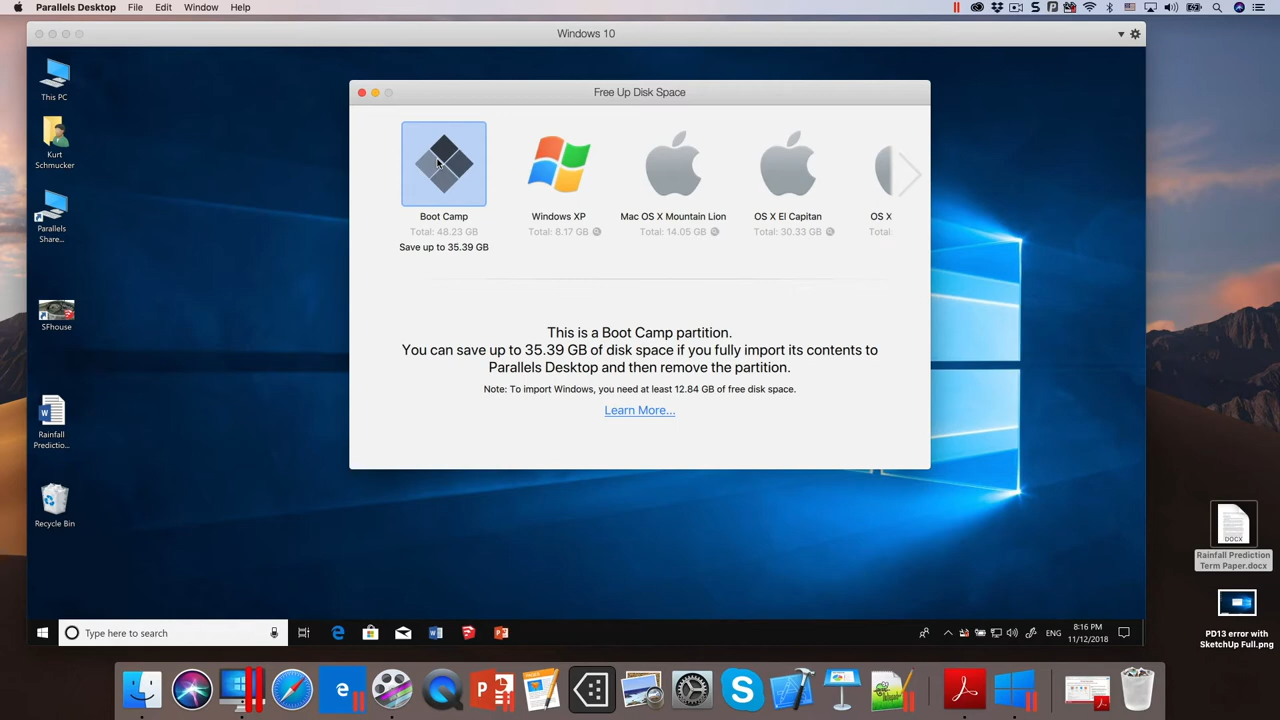 Parallels Desktop File Edit Window Help
Windows 10
This PC
Kurt
Schmucker
Parallels
Share...
SFhouse
Rainfall
Predictio...
Recycle Bin
Free Up Disk Space
Boot Camp
Total: 48.23 GB
Save up to 35.39 GB
Windows XP
Total: 8.17 GB
Mac OS X Mountain Lion
Total: 14.05 GB
OS X El Capitan
Total: 30.33 GB
OS X
Total:
This is a Boot Camp partition.
You can save up to 35.39 GB of disk space if you fully import its contents to
Parallels Desktop and then remove the partition.
Note: To import Windows, you need at least 12.84 GB of free disk space.
Learn More...
DOCX
Rainfall Prediction
Term Paper.docx
PD13 error with
SketchUp Full.png
Type here to search
ENG
8:16 PM
11/12/2018